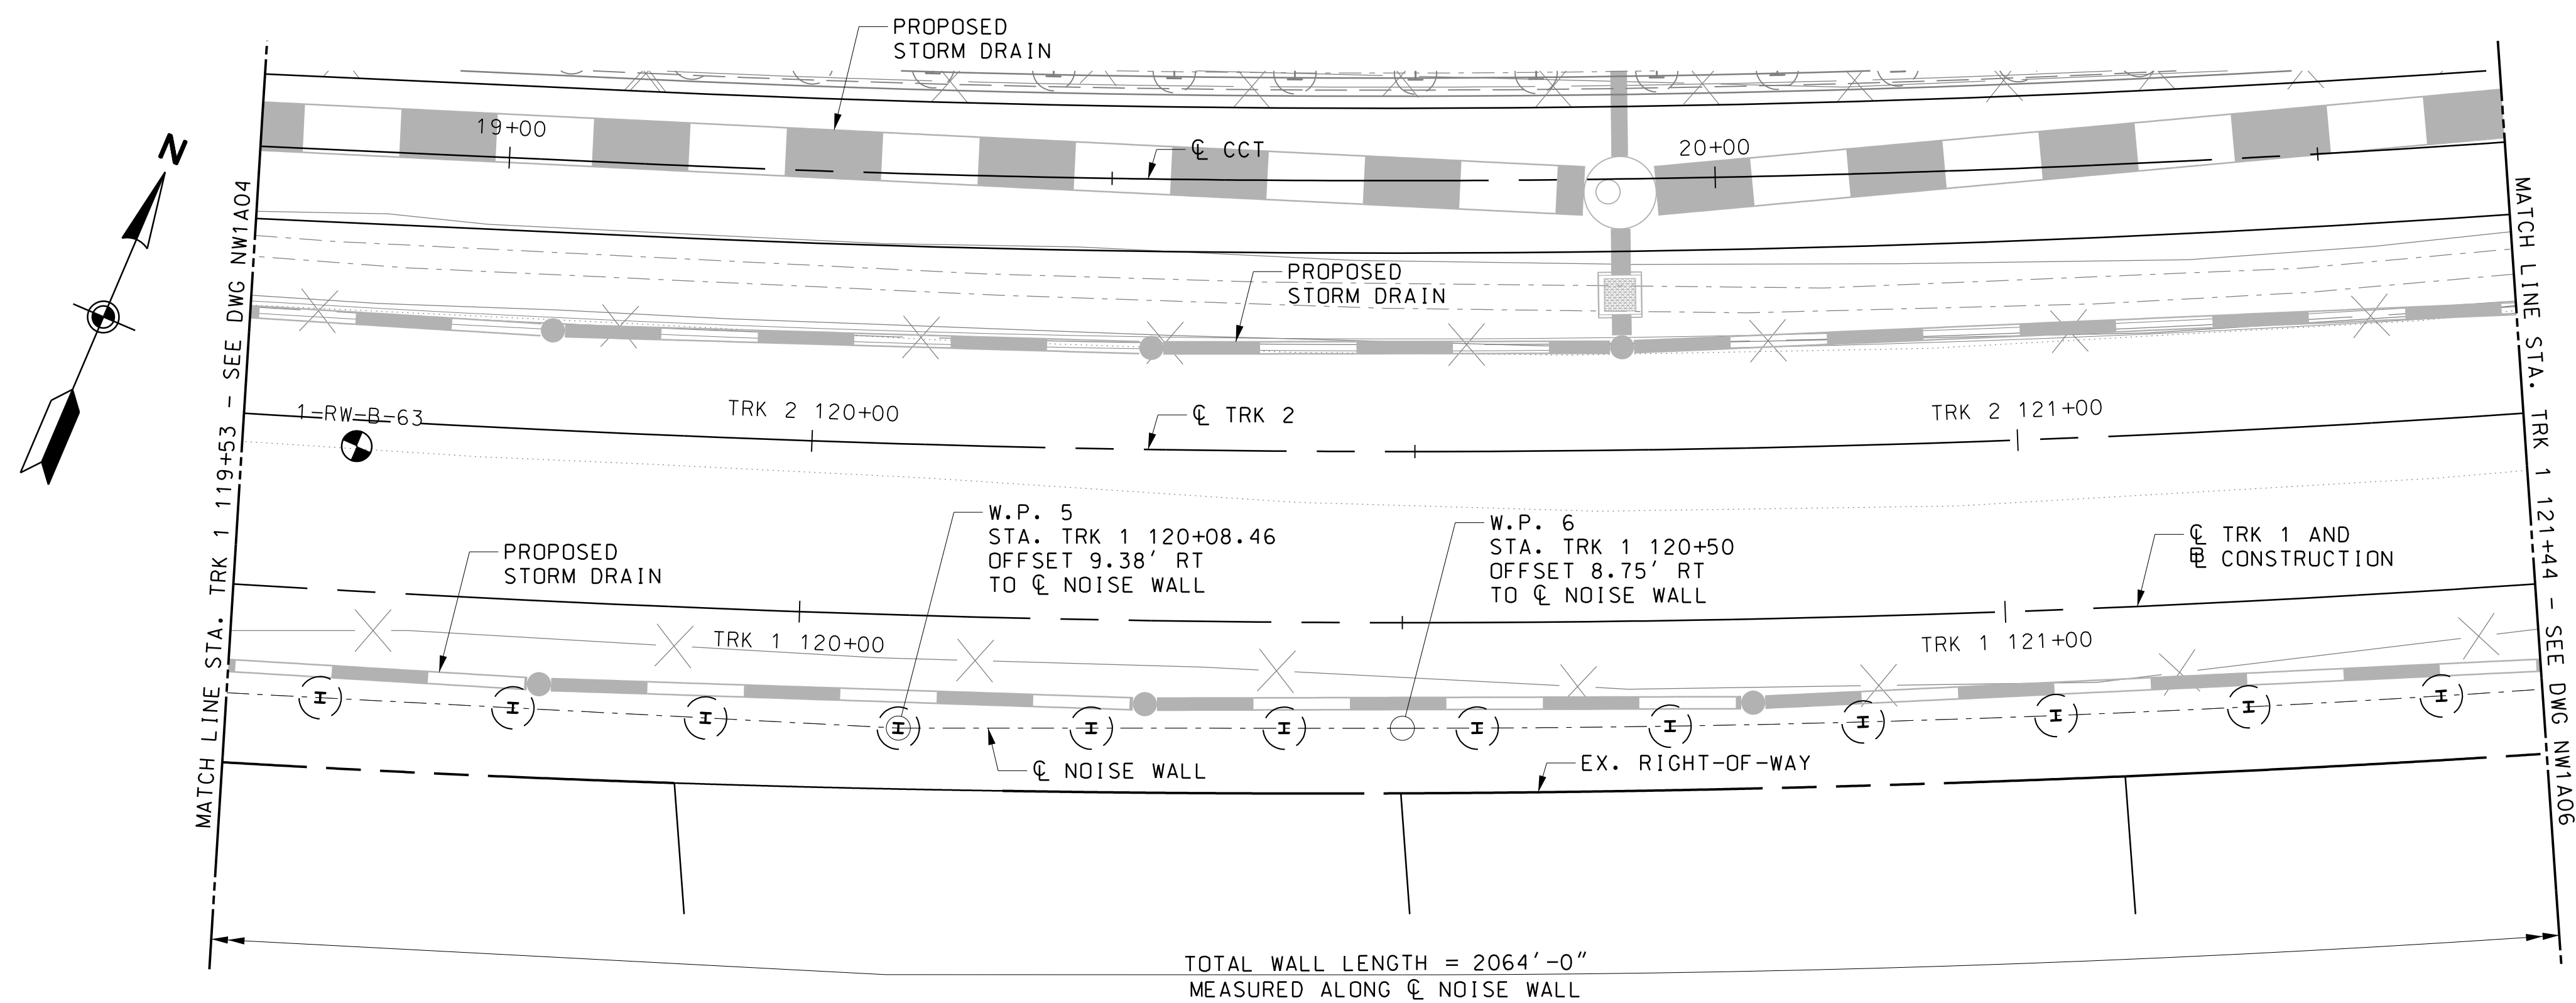 PROPOSED
STORM DRAIN
N
19+00
℄ CCT
20+00
MATCH LINE STA. TRK 1 119+53 - SEE DWG NW1A04
MATCH LINE STA. TRK 1 121+44 - SEE DWG NW1A06
PROPOSED
STORM DRAIN
1-RW-B-63
TRK 2 120+00
℄ TRK 2
TRK 2 121+00
W.P. 5
STA. TRK 1 120+08.46
OFFSET 9.38' RT
TO ℄ NOISE WALL
W.P. 6
STA. TRK 1 120+50
OFFSET 8.75' RT
TO ℄ NOISE WALL
℄ TRK 1 AND
BL CONSTRUCTION
PROPOSED
STORM DRAIN
TRK 1 120+00
TRK 1 121+00
℄ NOISE WALL
EX. RIGHT-OF-WAY
TOTAL WALL LENGTH = 2064'-0"
MEASURED ALONG ℄ NOISE WALL